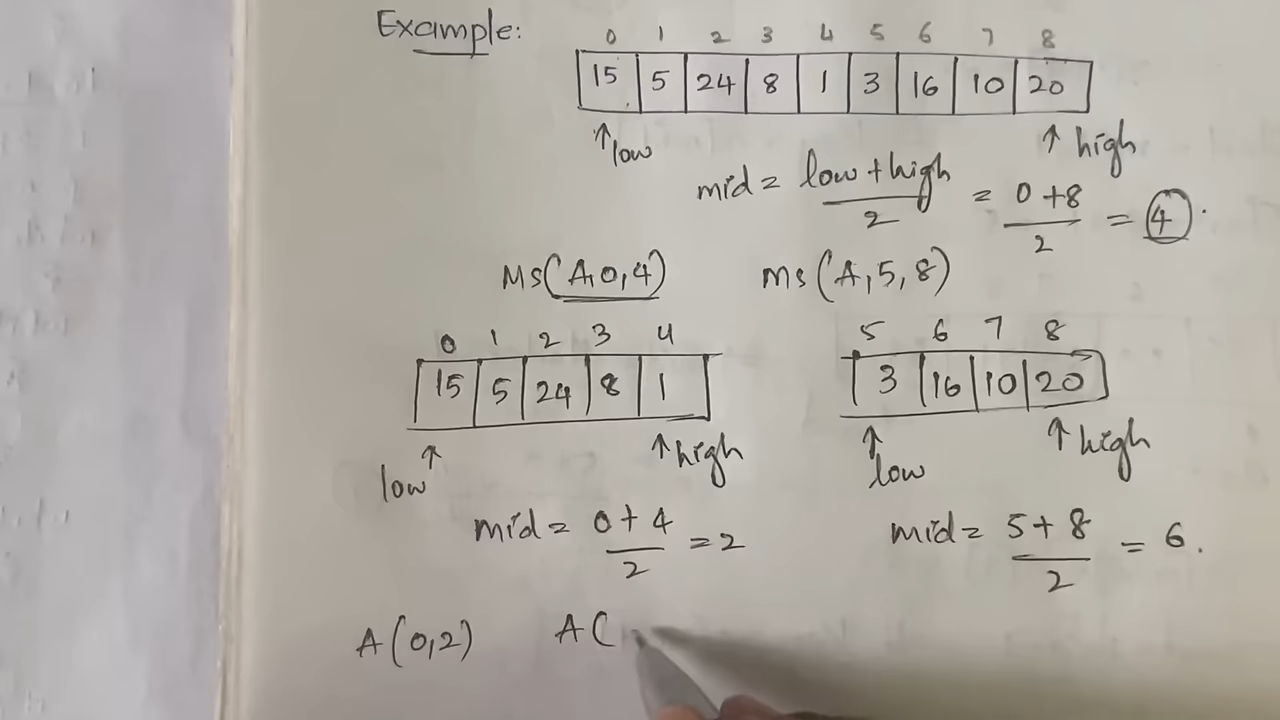 Example:
0 1 2 3 4 5 6 7 8
15 5 24 8 1 3 16 10 20
↑low ↑high
mid = low + high / 2 = 0 + 8 / 2 = 4.
Ms(A,0,4) ms(A,5,8)
0 1 2 3 4 5 6 7 8
15 5 24 8 1 3 16 10 20
low↑ ↑high ↑low ↑high
mid = 0 + 4 / 2 = 2 mid = 5 + 8 / 2 = 6.
A(0,2) A(